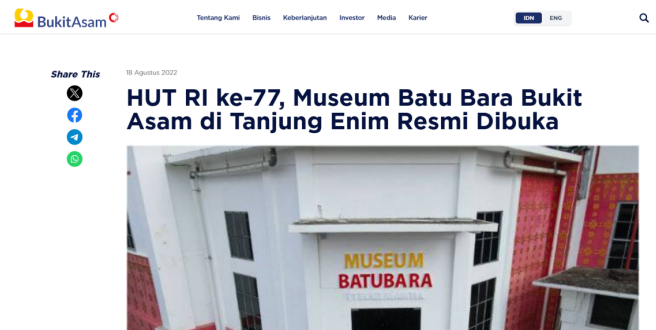 BukitAsam
Tentang Kami Bisnis Keberlanjutan Investor Media Karier
IDN ENG
Share This
18 Agustus 2022
HUT RI ke-77, Museum Batu Bara Bukit
Asam di Tanjung Enim Resmi Dibuka
MUSEUM
BATUBARA